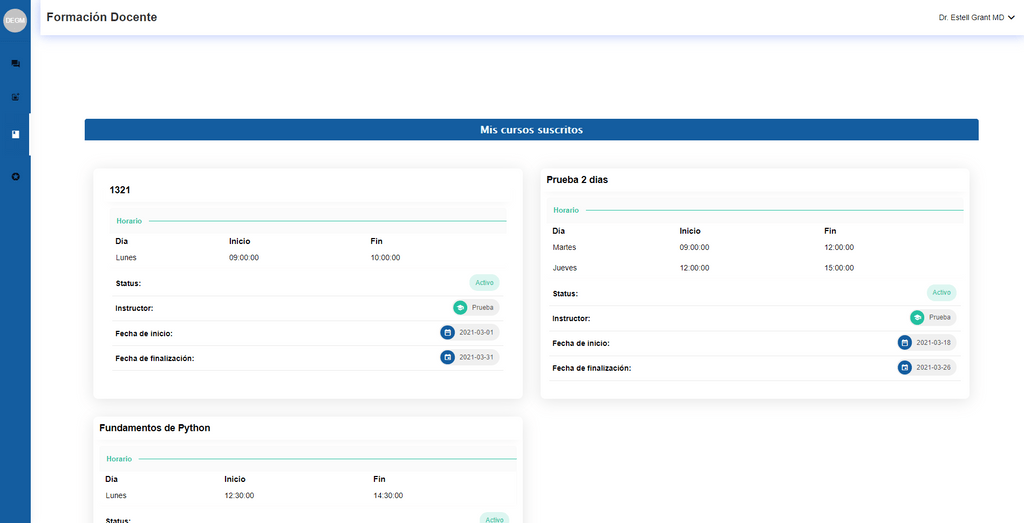 DEGM
Formación Docente
Dr. Estell Grant MD
Mis cursos suscritos
1321
Horario
Día Inicio Fin
Lunes 09:00:00 10:00:00
Status: Activo
Instructor: Prueba
Fecha de inicio: 2021-03-01
Fecha de finalización: 2021-03-31
Prueba 2 dias
Horario
Día Inicio Fin
Martes 09:00:00 12:00:00
Jueves 12:00:00 15:00:00
Status: Activo
Instructor: Prueba
Fecha de inicio: 2021-03-18
Fecha de finalización: 2021-03-26
Fundamentos de Python
Horario
Día Inicio Fin
Lunes 12:30:00 14:30:00
Status: Activo